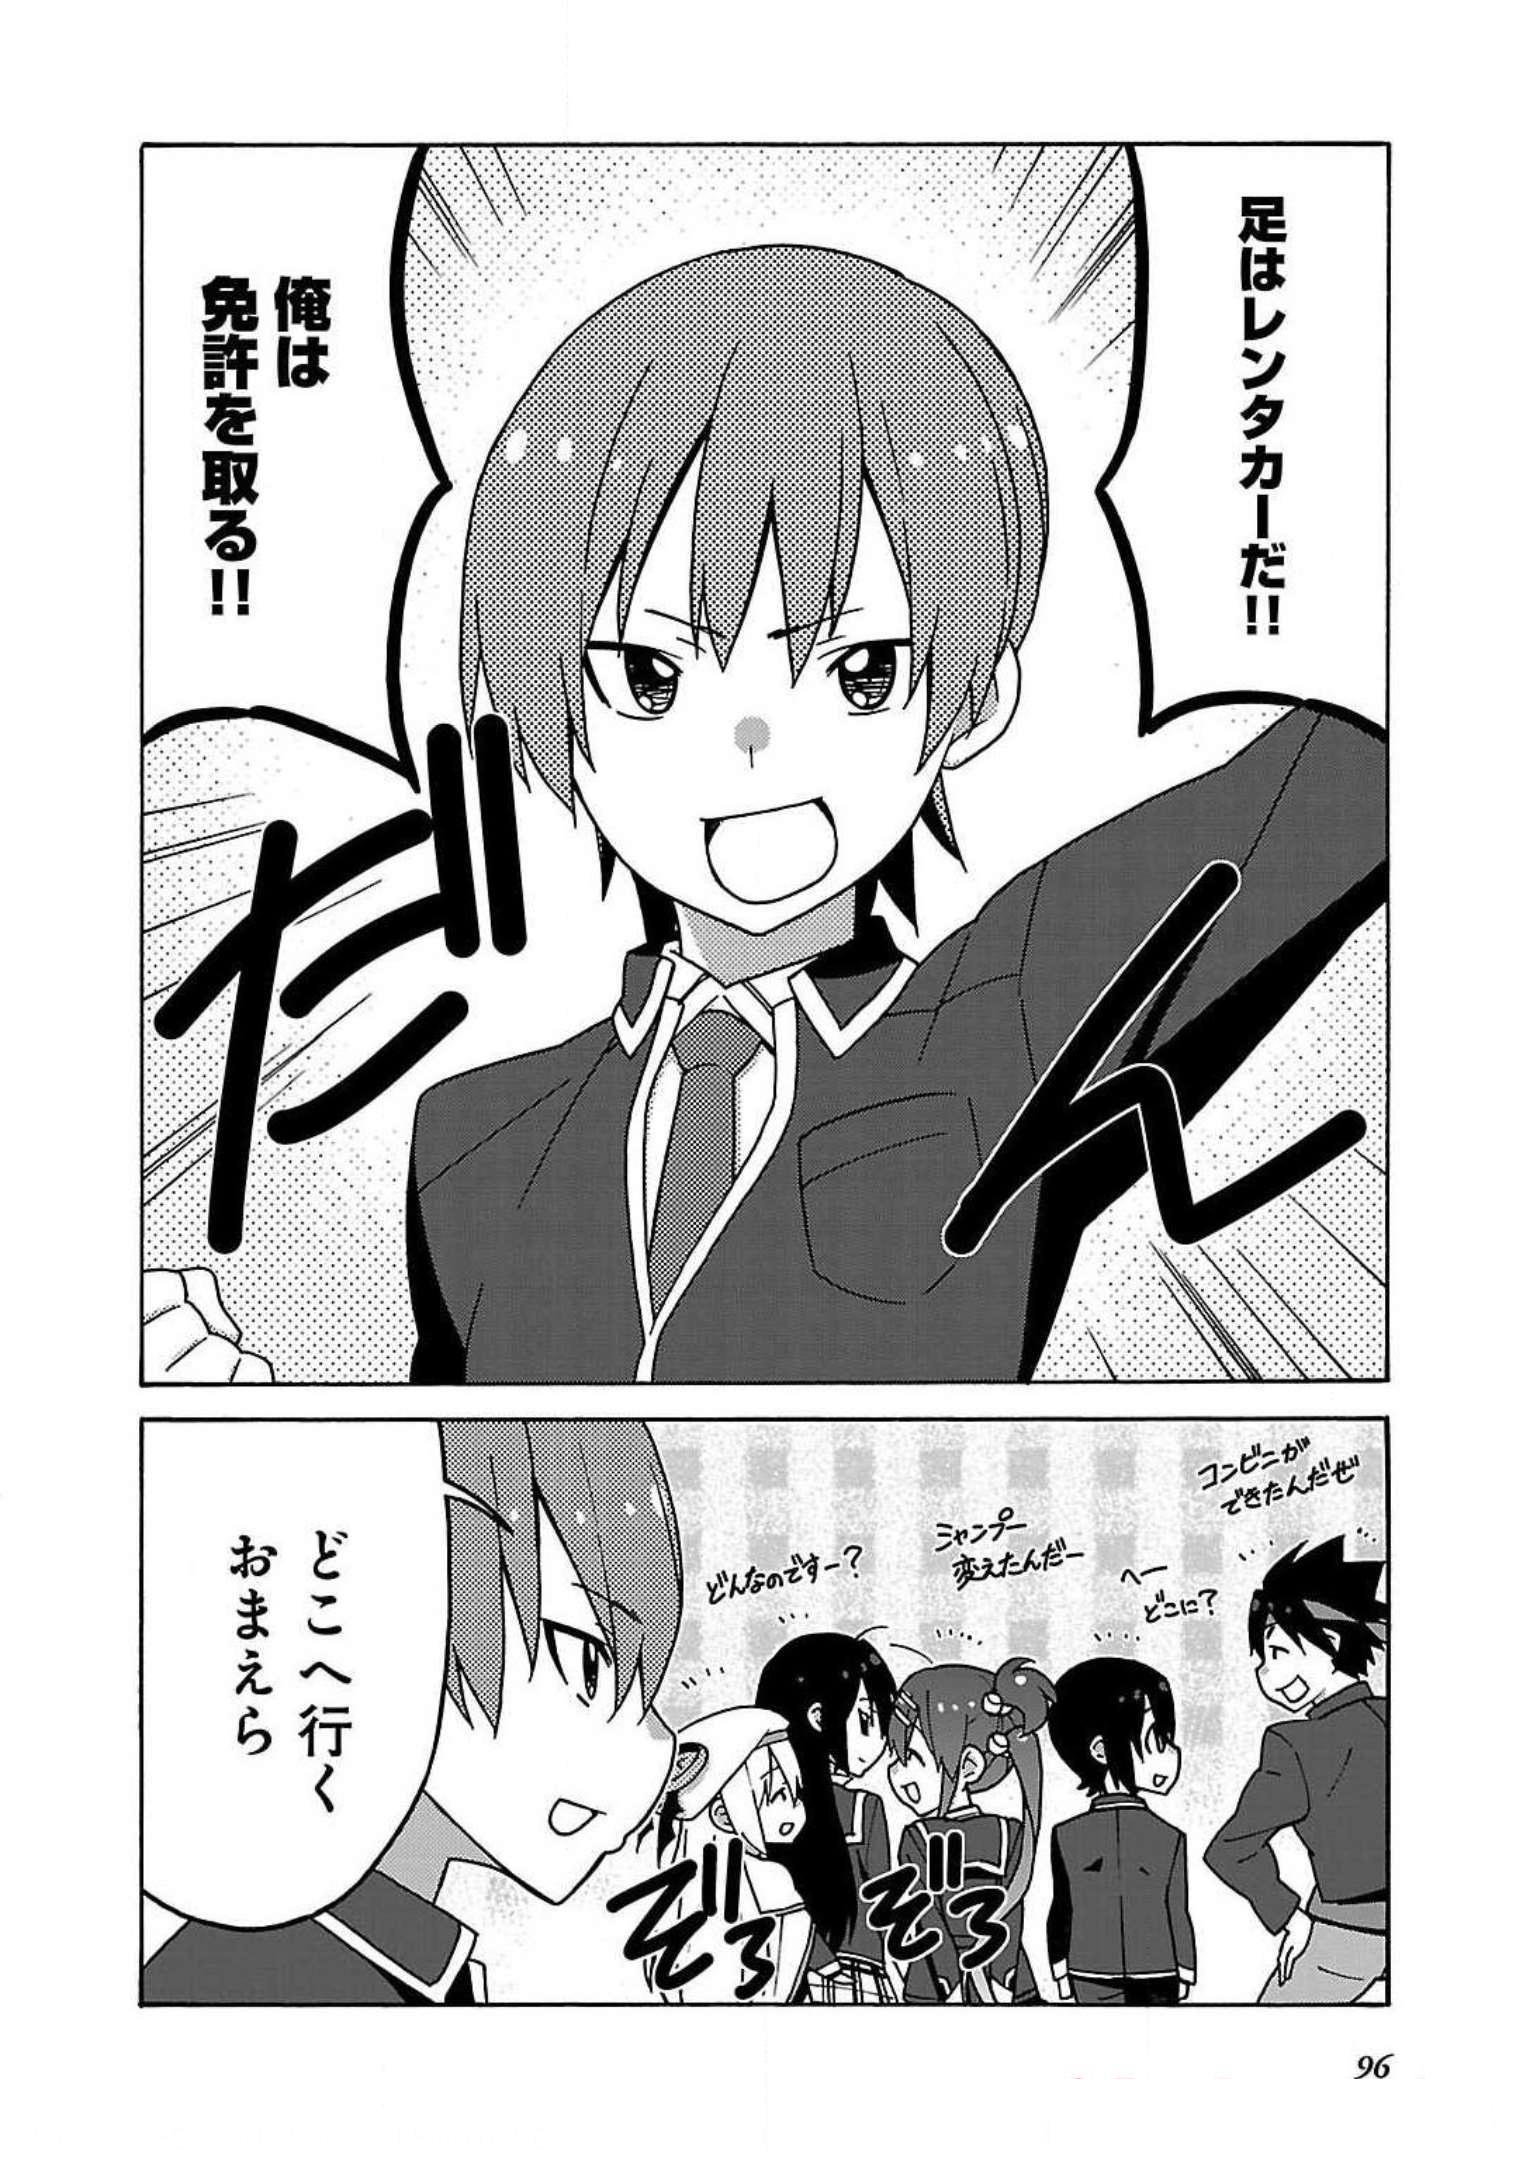 足はレンタカーだ!!
俺は
免許を取る!!
だん
コンビニが
できたんだぜ
へー
どこに?
シャンプー
変えたんだー
どんなのですー?
どこへ行く
おまえら
ぞろ
ぞろ
96